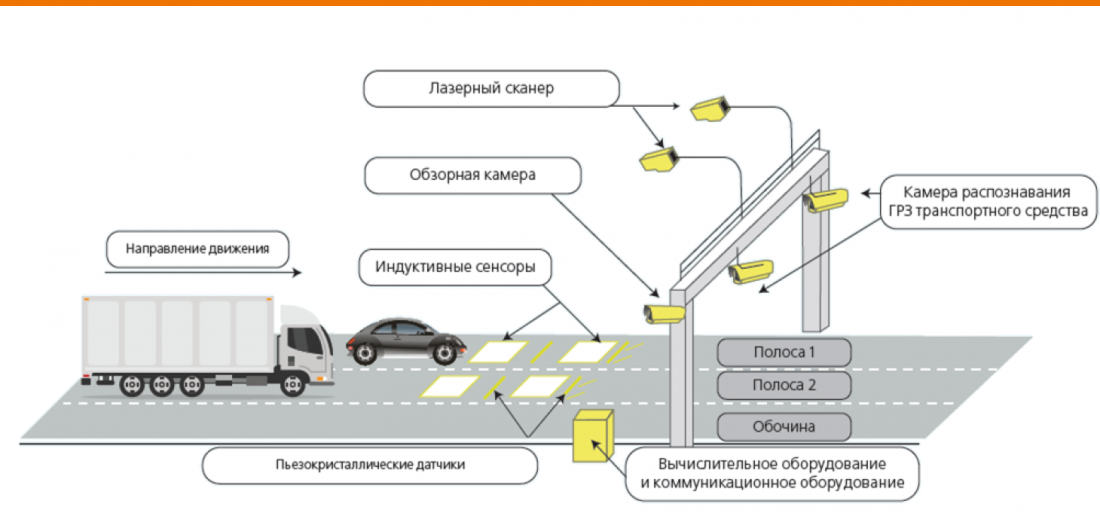 Лазерный сканер
Обзорная камера
Камера распознавания
ГРЗ транспортного средства
Направление движения
Индуктивные сенсоры
Полоса 1
Полоса 2
Обочина
Пьезокристаллические датчики
Вычислительное оборудование
и коммуникационное оборудование